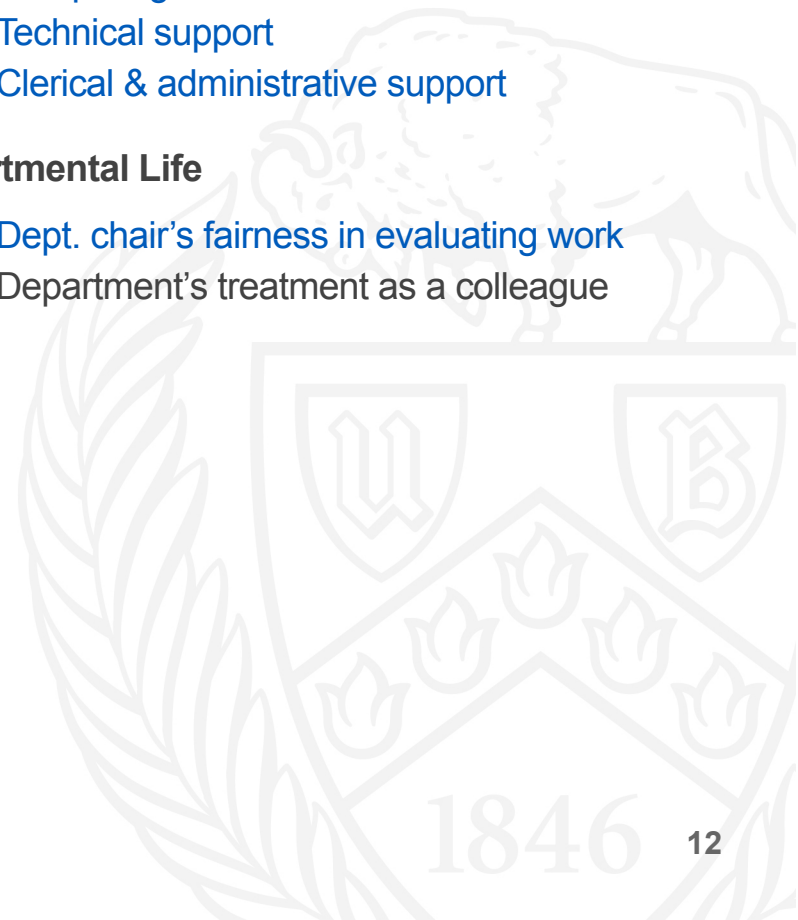 Technical support
Clerical & administrative support
tmental Life
Dept. chair’s fairness in evaluating work
Department’s treatment as a colleague
U B
1846
12